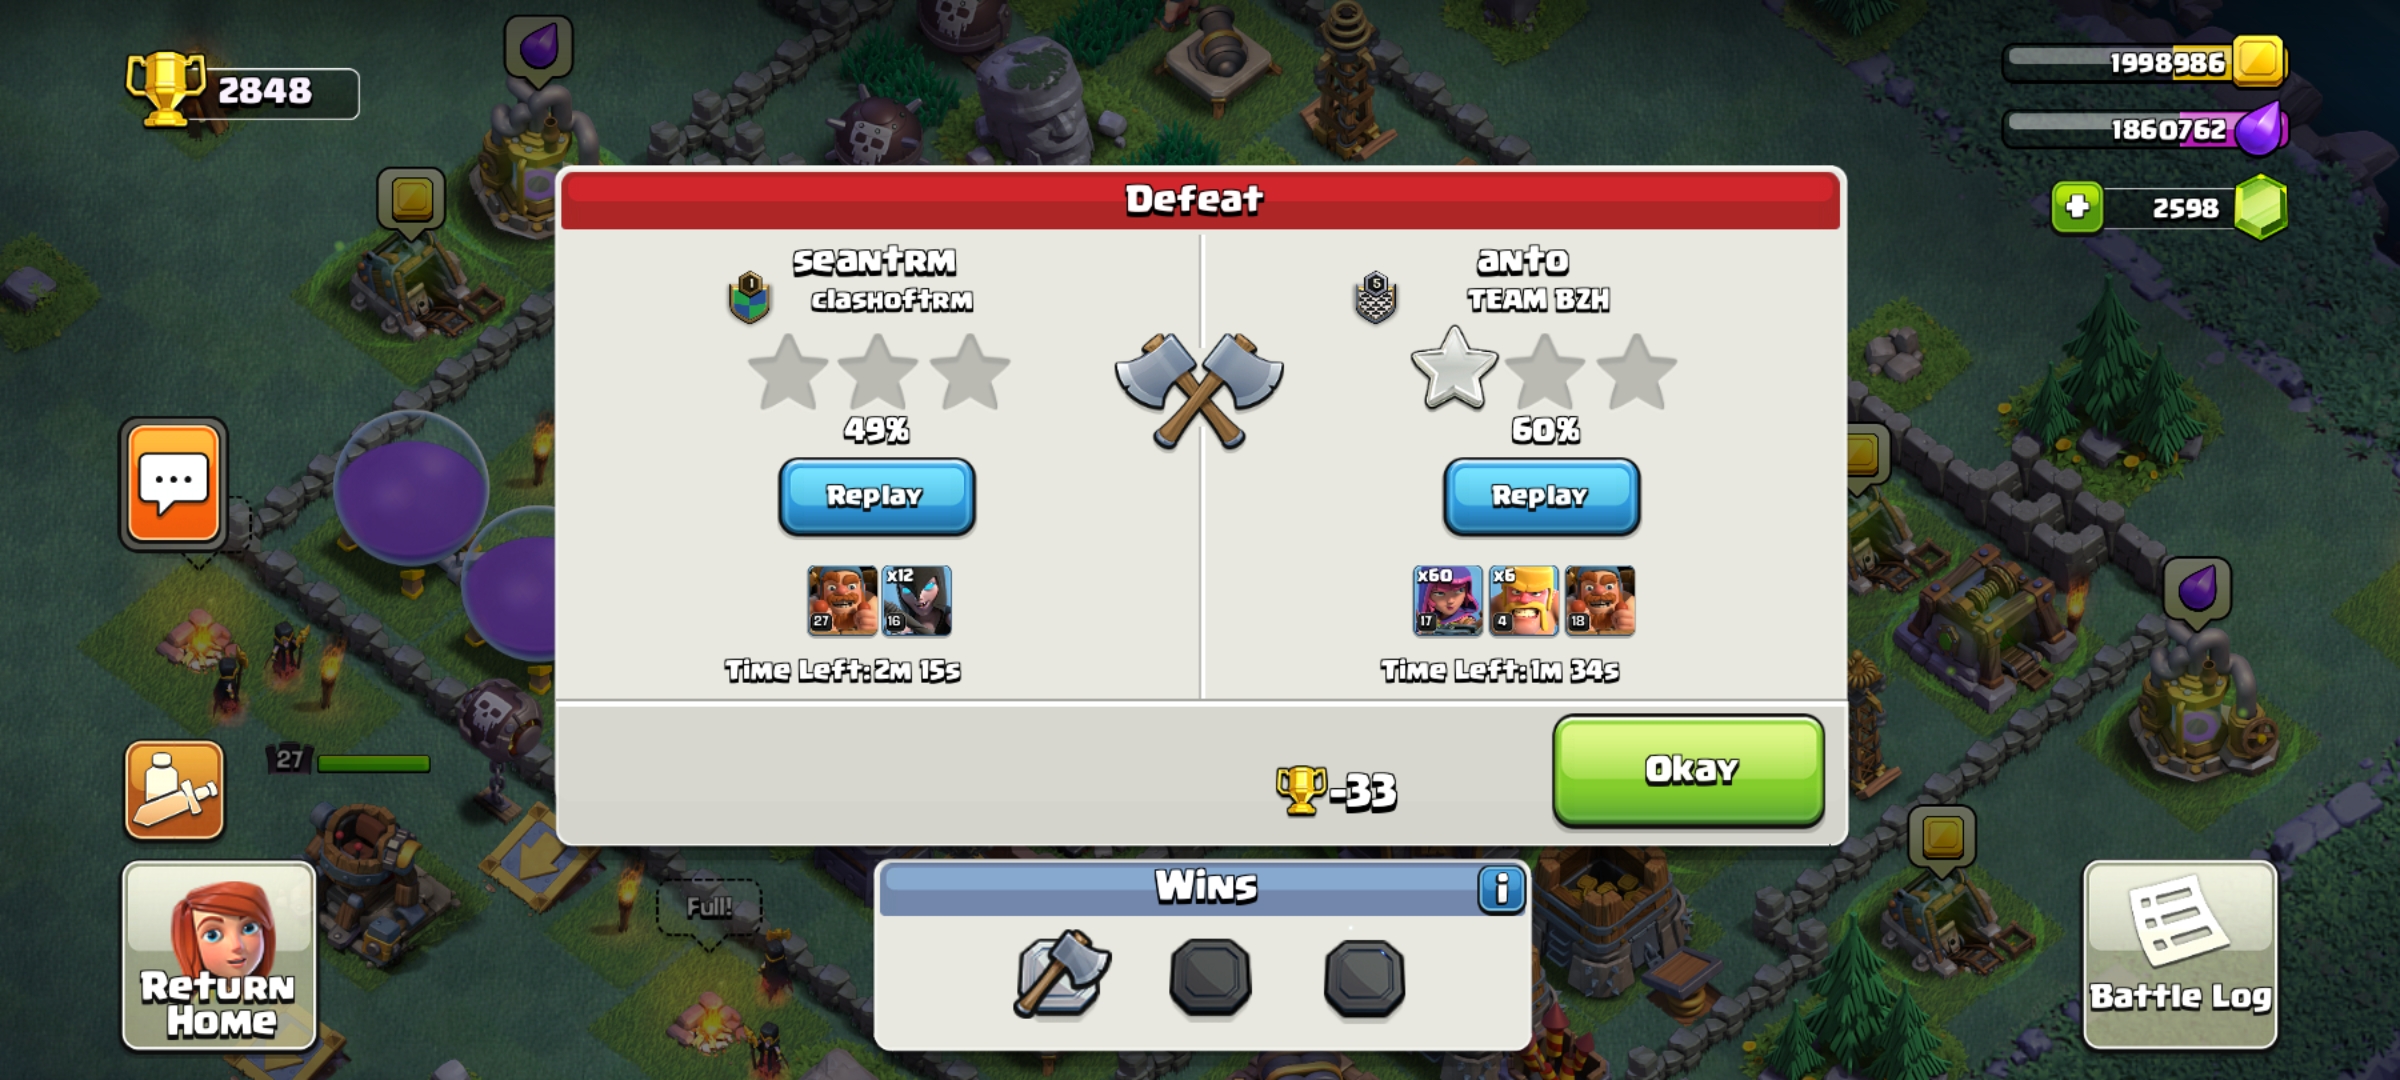 2848
1998986
1860762
2598
Defeat
seantrm
clashoftrm
1
49%
Replay
27
x12
16
Time Left:2m 15s
anto
TEAM BZH
5
60%
Replay
x60
17
x6
4
18
Time Left:1m 34s
-33
Okay
27
Full!
Wins
i
Return
Home
Battle Log